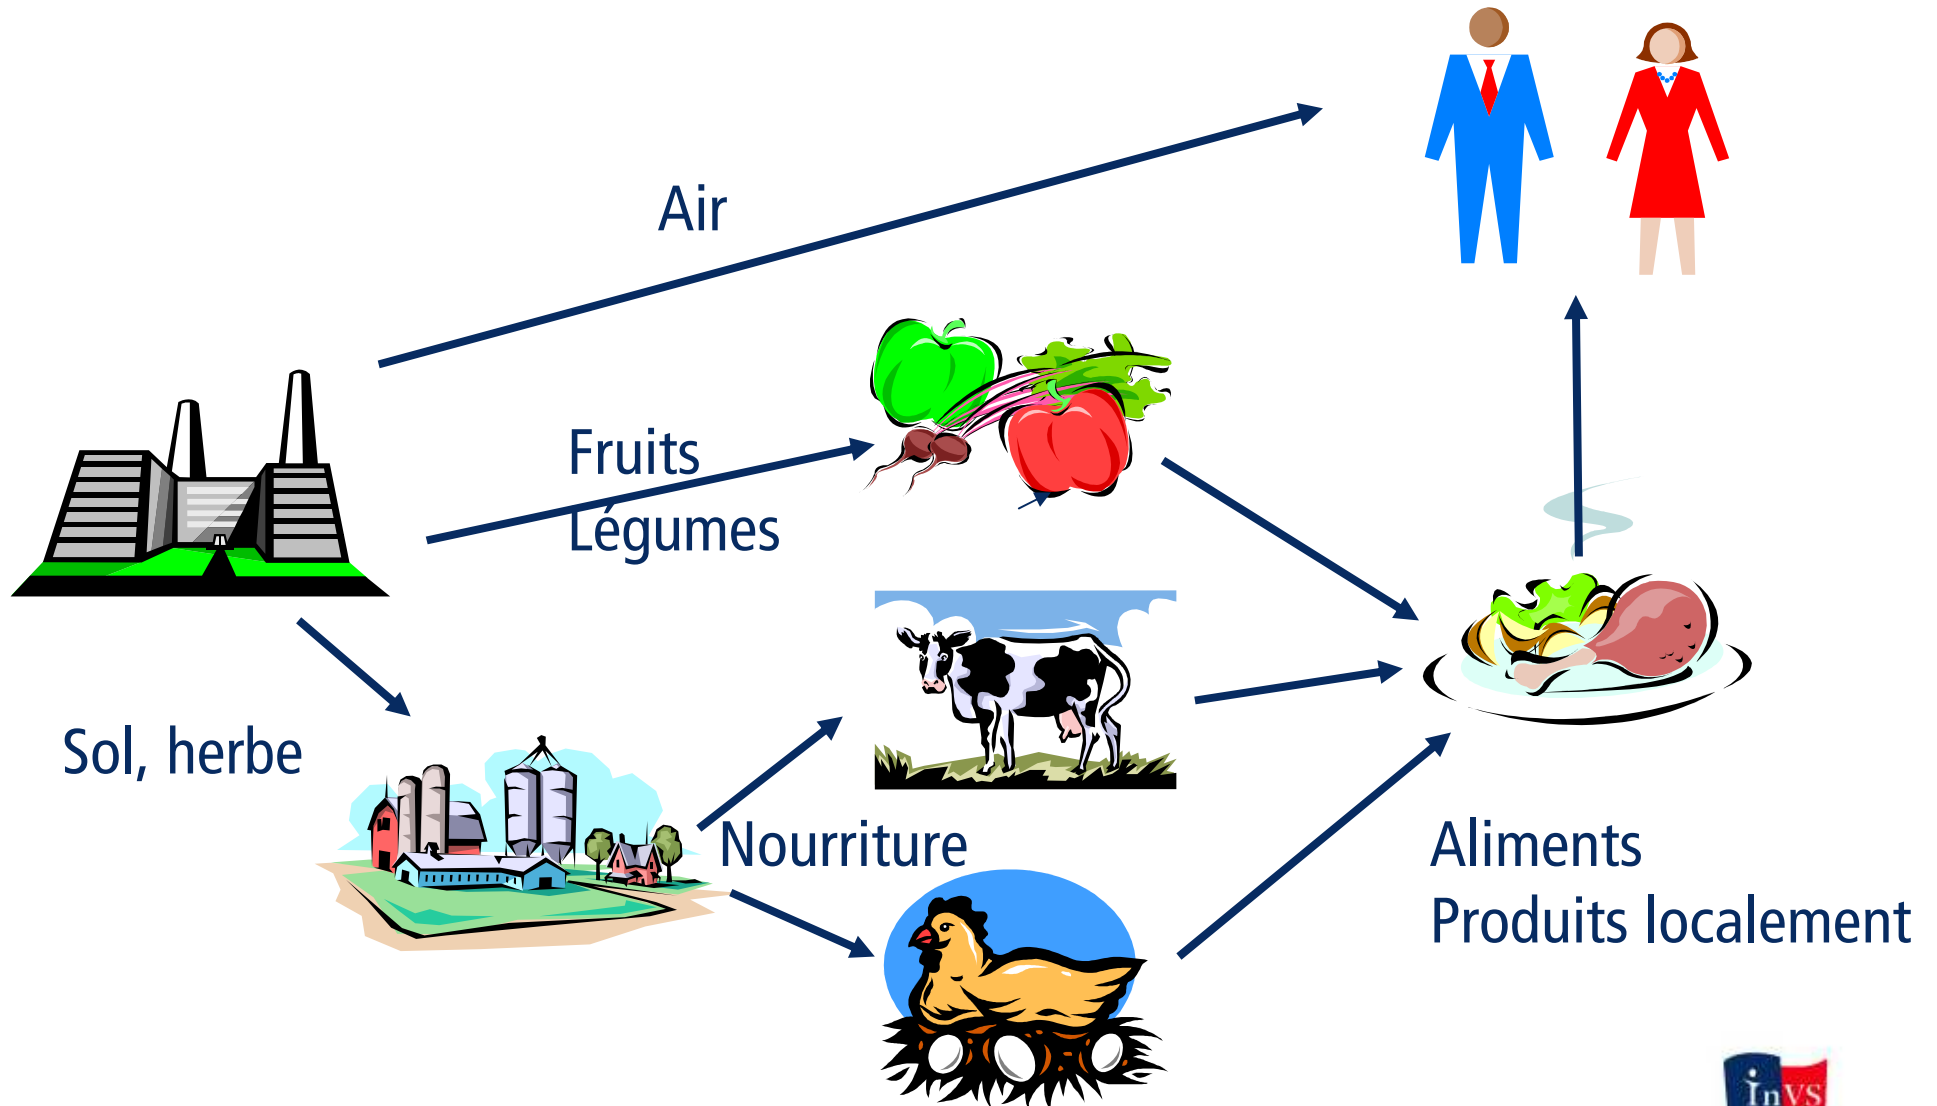 Air
Fruits
Légumes
Sol, herbe
Nourriture
Aliments
Produits localement
InVS